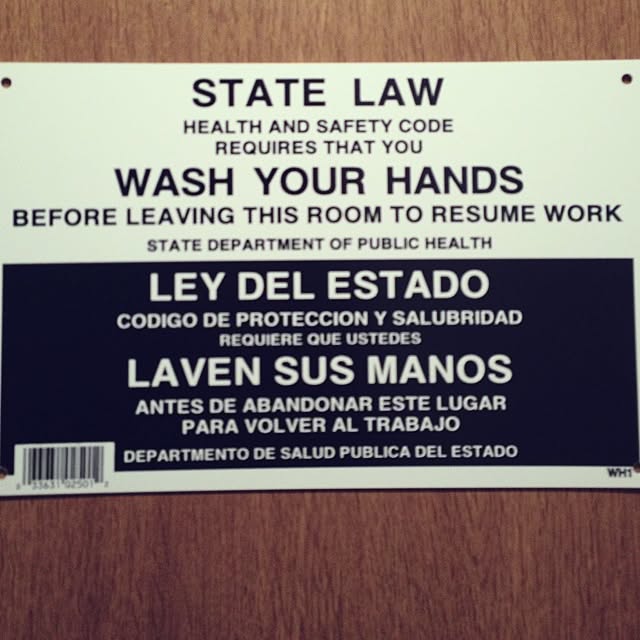 STATE LAW
HEALTH AND SAFETY CODE
REQUIRES THAT YOU
WASH YOUR HANDS
BEFORE LEAVING THIS ROOM TO RESUME WORK
STATE DEPARTMENT OF PUBLIC HEALTH
LEY DEL ESTADO
CODIGO DE PROTECCION Y SALUBRIDAD
REQUIERE QUE USTEDES
LAVEN SUS MANOS
ANTES DE ABANDONAR ESTE LUGAR
PARA VOLVER AL TRABAJO
DEPARTMENTO DE SALUD PUBLICA DEL ESTADO
33631 02501
WH1